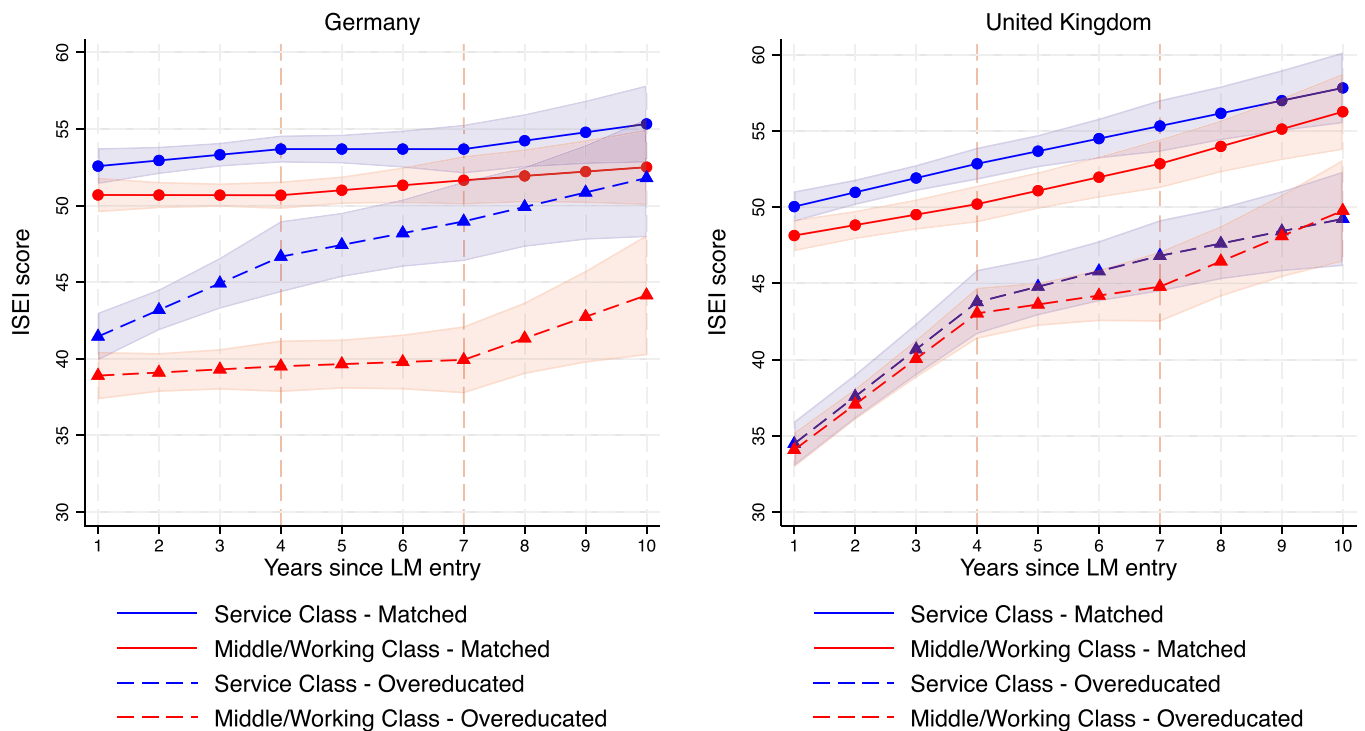 Germany
ISEI score
60
55
50
45
40
35
30
1 2 3 4 5 6 7 8 9 10
Years since LM entry
Service Class - Matched
Middle/Working Class - Matched
Service Class - Overeducated
Middle/Working Class - Overeducated
United Kingdom
ISEI score
60
55
50
45
40
35
30
1 2 3 4 5 6 7 8 9 10
Years since LM entry
Service Class - Matched
Middle/Working Class - Matched
Service Class - Overeducated
Middle/Working Class - Overeducated